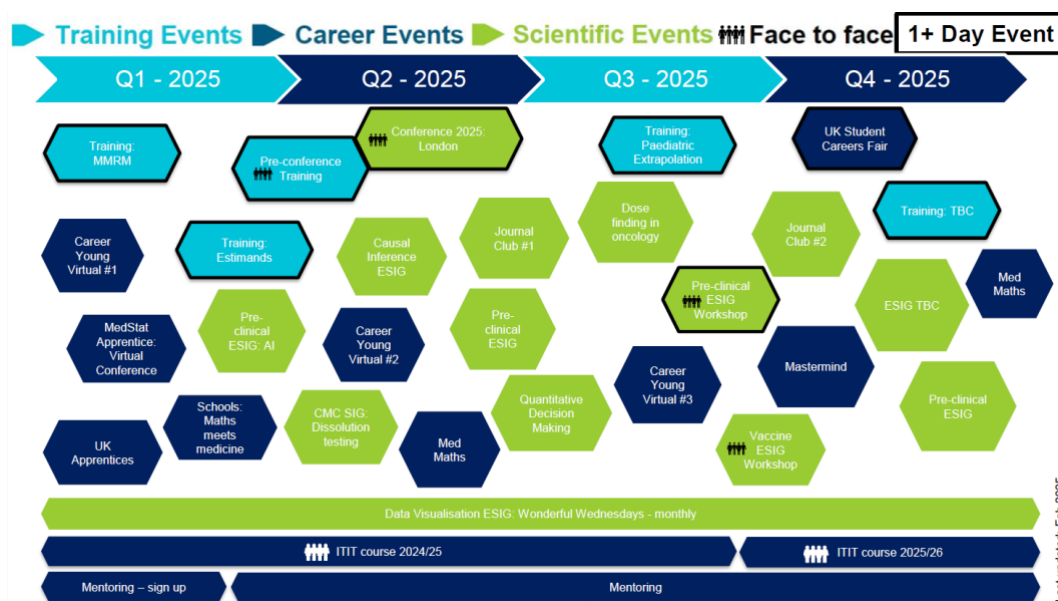 Training Events Career Events Scientific Events Face to face 1+ Day Event
Q1 - 2025 Q2 - 2025 Q3 - 2025 Q4 - 2025
Training:
MMRM
Pre-conference
Training
Conference 2025:
London
Training:
Paediatric
Extrapolation
UK Student
Careers Fair
Career
Young
Virtual #1
Training:
Estimands
Causal
Inference
ESIG
Journal
Club #1
Dose
finding in
oncology
Journal
Club #2
Training: TBC
Med
Maths
MedStat
Apprentice:
Virtual
Conference
Pre-
clinical
ESIG: AI
Career
Young
Virtual #2
Pre-
clinical
ESIG
Pre-clinical
ESIG
Workshop
ESIG TBC
Mastermind
UK
Apprentices
Schools:
Maths
meets
medicine
CMC SIG:
Dissolution
testing
Med
Maths
Quantitative
Decision
Making
Career
Young
Virtual #3
Vaccine
ESIG
Workshop
Pre-clinical
ESIG
Data Visualisation ESIG: Wonderful Wednesdays - monthly
ITIT course 2024/25
ITIT course 2025/26
Mentoring – sign up
Mentoring